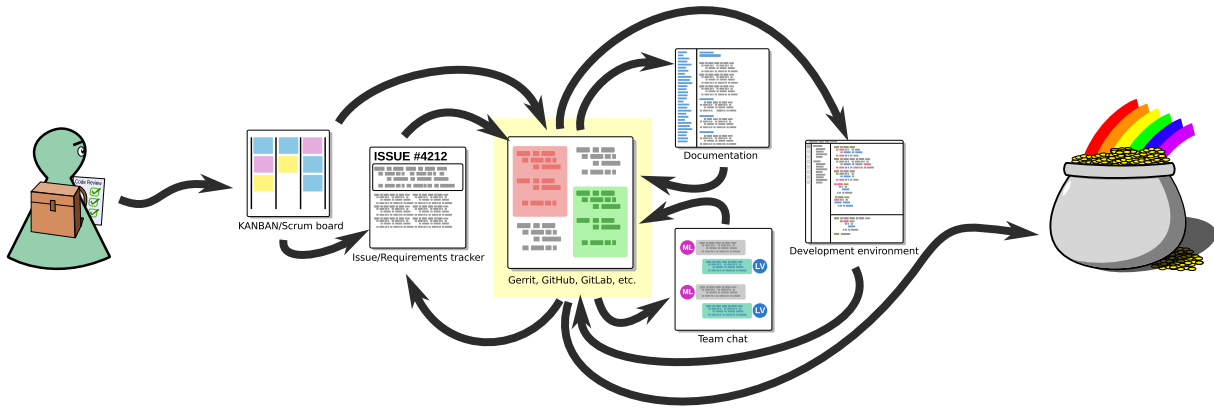 Code Review
KANBAN/Scrum board
ISSUE #4212
Issue/Requirements tracker
Gerrit, GitHub, GitLab, etc.
Documentation
ML
LV
ML
LV
Team chat
Development environment